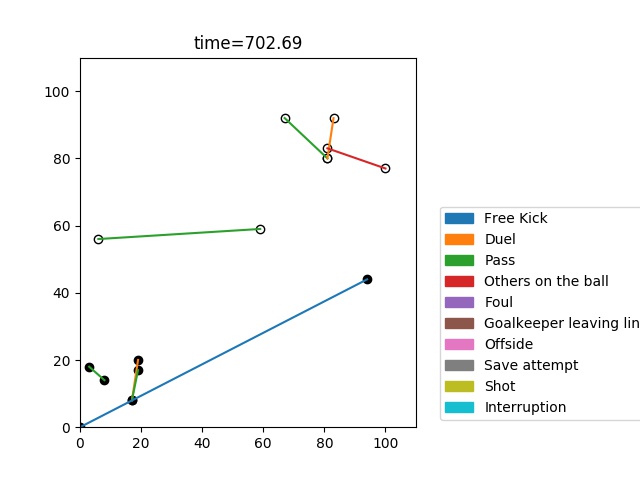 time=702.69
100
80
60
40
20
0
0 20 40 60 80 100
Free Kick
Duel
Pass
Others on the ball
Foul
Goalkeeper leaving lin
Offside
Save attempt
Shot
Interruption